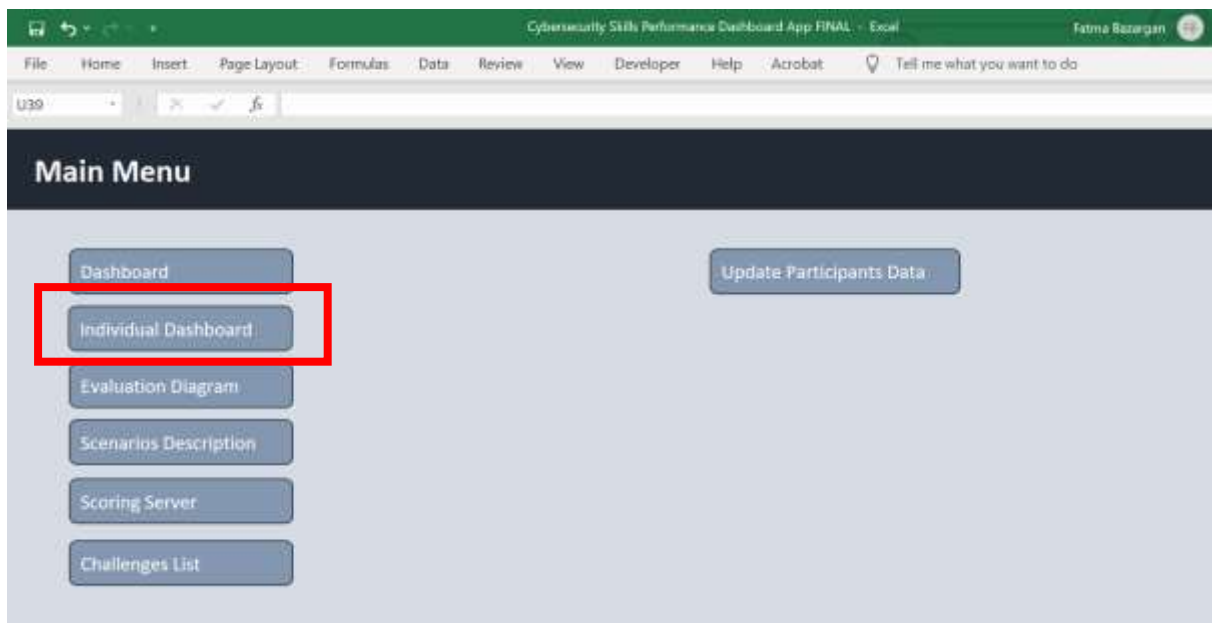 Cybersecurity Skills Performance Dashboard App FINAL - Excel Fatma Bazargan
File Home Insert Page Layout Formulas Data Review View Developer Help Acrobat Tell me what you want to do
U39 fx
Main Menu
Dashboard Update Participants Data
Individual Dashboard
Evaluation Diagram
Scenarios Description
Scoring Server
Challenges List